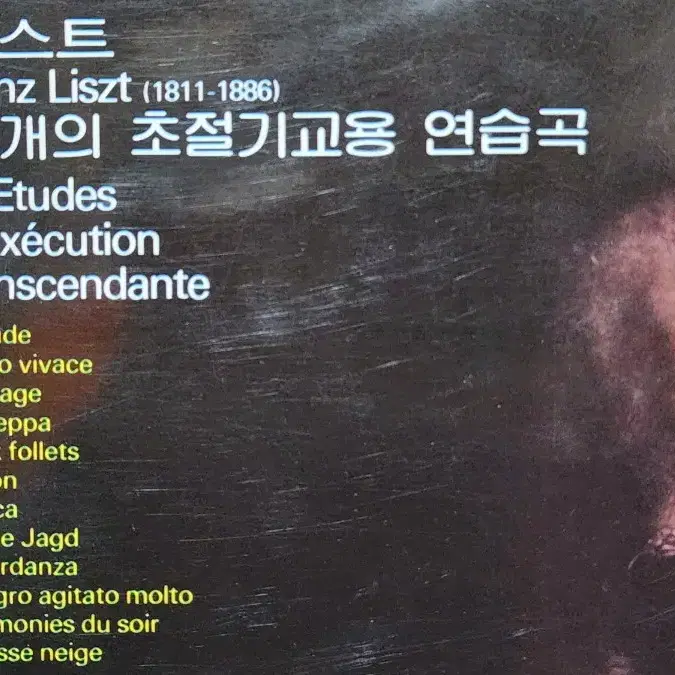 스트
nz Liszt (1811-1886)
개의 초절기교용 연습곡
Etudes
xécution
nscendante
ude
o vivace
age
eppa
follets
on
ca
e Jagd
rdanza
gro agitato molto
monies du soir
sse neige